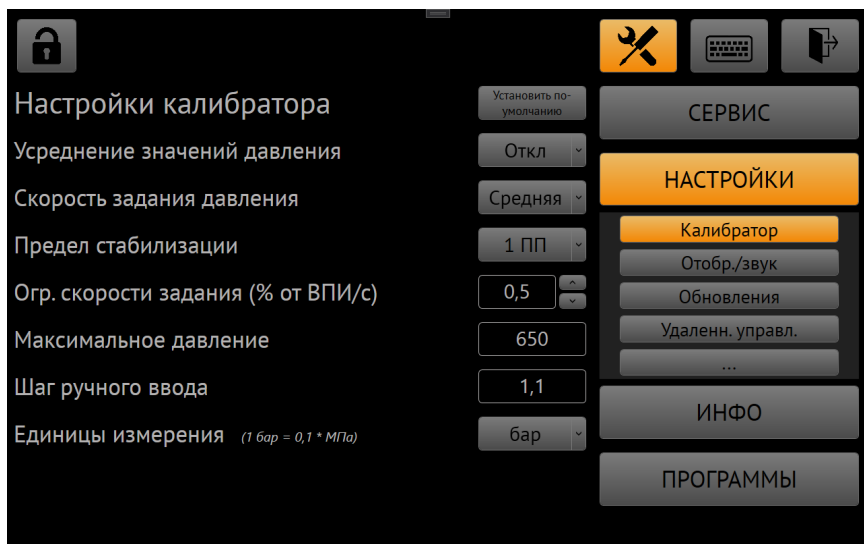 Настройки калибратора
Установить по-
умолчанию
Усреднение значений давления
Откл
Скорость задания давления
Средняя
Предел стабилизации
1 ПП
Огр. скорости задания (% от ВПИ/с)
0,5
Максимальное давление
650
Шаг ручного ввода
1,1
Единицы измерения (1 бар = 0,1 * МПа)
бар
СЕРВИС
НАСТРОЙКИ
Калибратор
Отобр./звук
Обновления
Удаленн. управл.
...
ИНФО
ПРОГРАММЫ